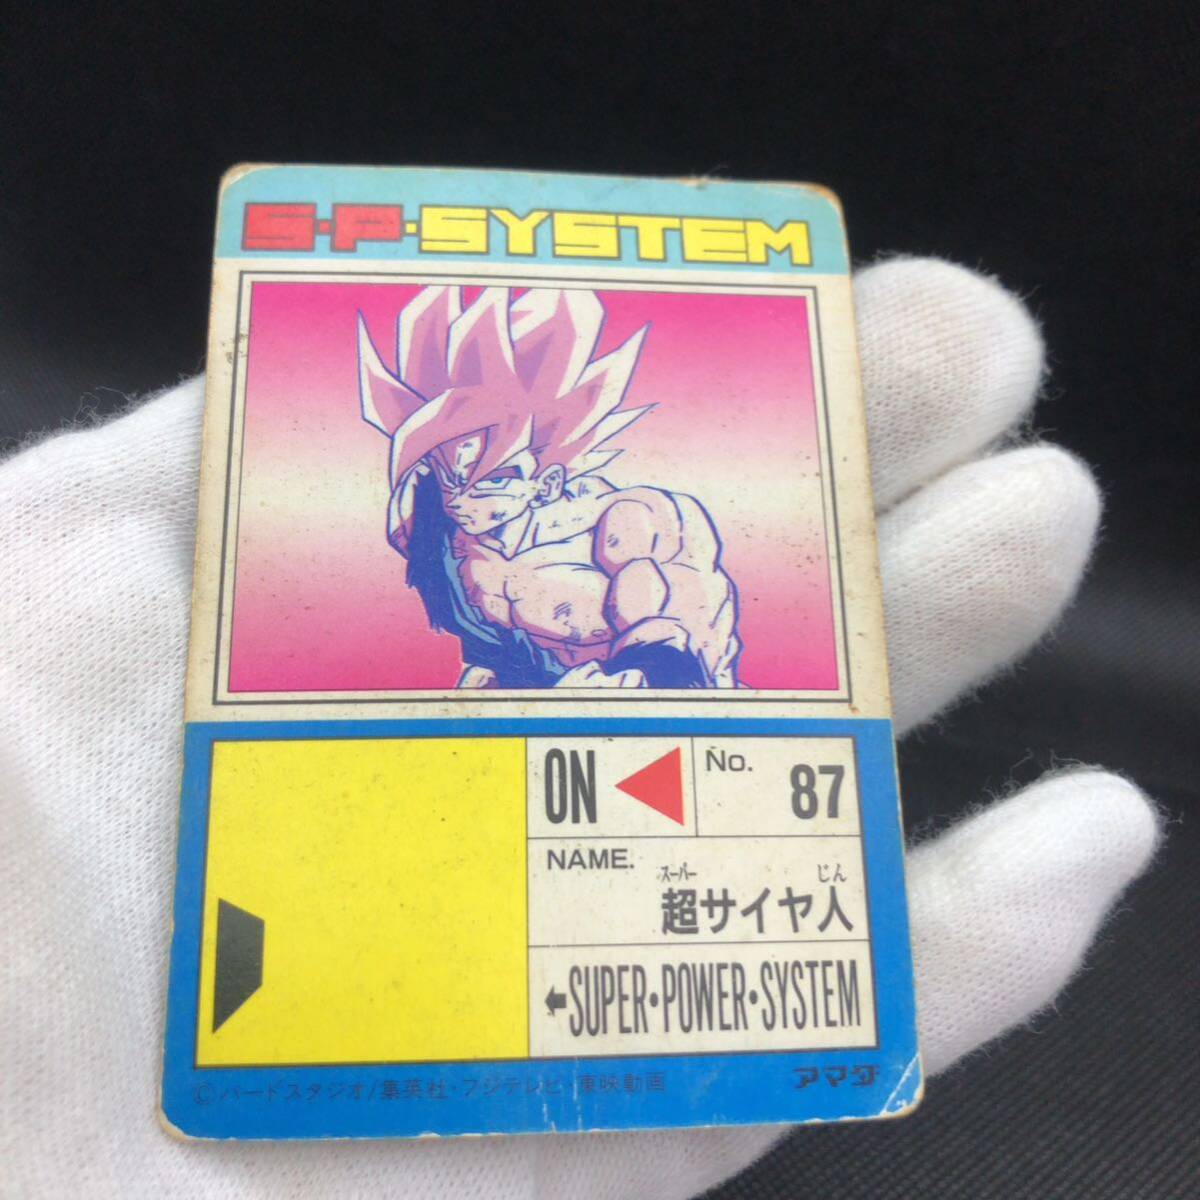 S·P·SYSTEM
ON No. 87
NAME.
スーパー じん
超サイヤ人
SUPER·POWER·SYSTEM
アマダ
©バードスタジオ/集英社・フジテレビ・東映動画